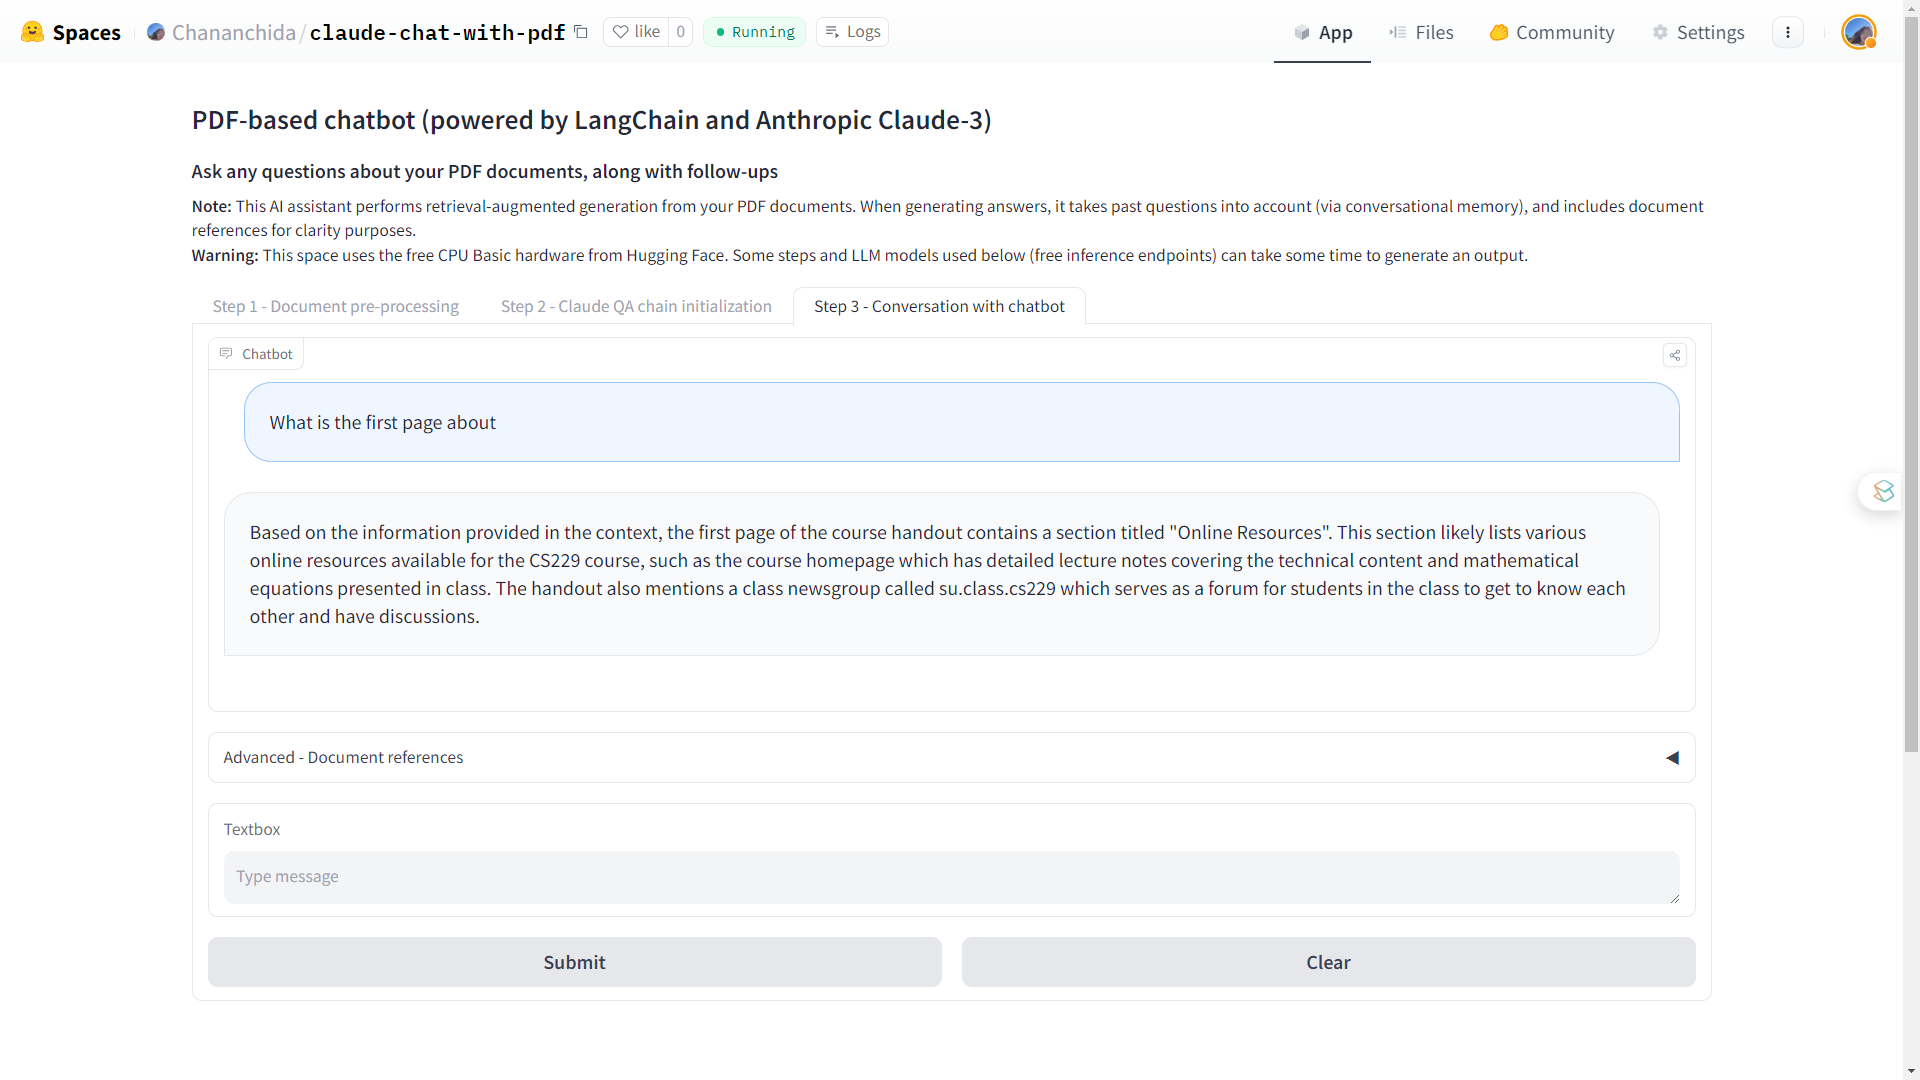 Spaces Chananchida/claude-chat-with-pdf like 0 Running Logs App Files Community Settings
PDF-based chatbot (powered by LangChain and Anthropic Claude-3)
Ask any questions about your PDF documents, along with follow-ups
Note: This AI assistant performs retrieval-augmented generation from your PDF documents. When generating answers, it takes past questions into account (via conversational memory), and includes document
references for clarity purposes.
Warning: This space uses the free CPU Basic hardware from Hugging Face. Some steps and LLM models used below (free inference endpoints) can take some time to generate an output.
Step 1 - Document pre-processing Step 2 - Claude QA chain initialization Step 3 - Conversation with chatbot
Chatbot
What is the first page about
Based on the information provided in the context, the first page of the course handout contains a section titled "Online Resources". This section likely lists various
online resources available for the CS229 course, such as the course homepage which has detailed lecture notes covering the technical content and mathematical
equations presented in class. The handout also mentions a class newsgroup called su.class.cs229 which serves as a forum for students in the class to get to know each
other and have discussions.
Advanced - Document references
Textbox
Type message
Submit Clear